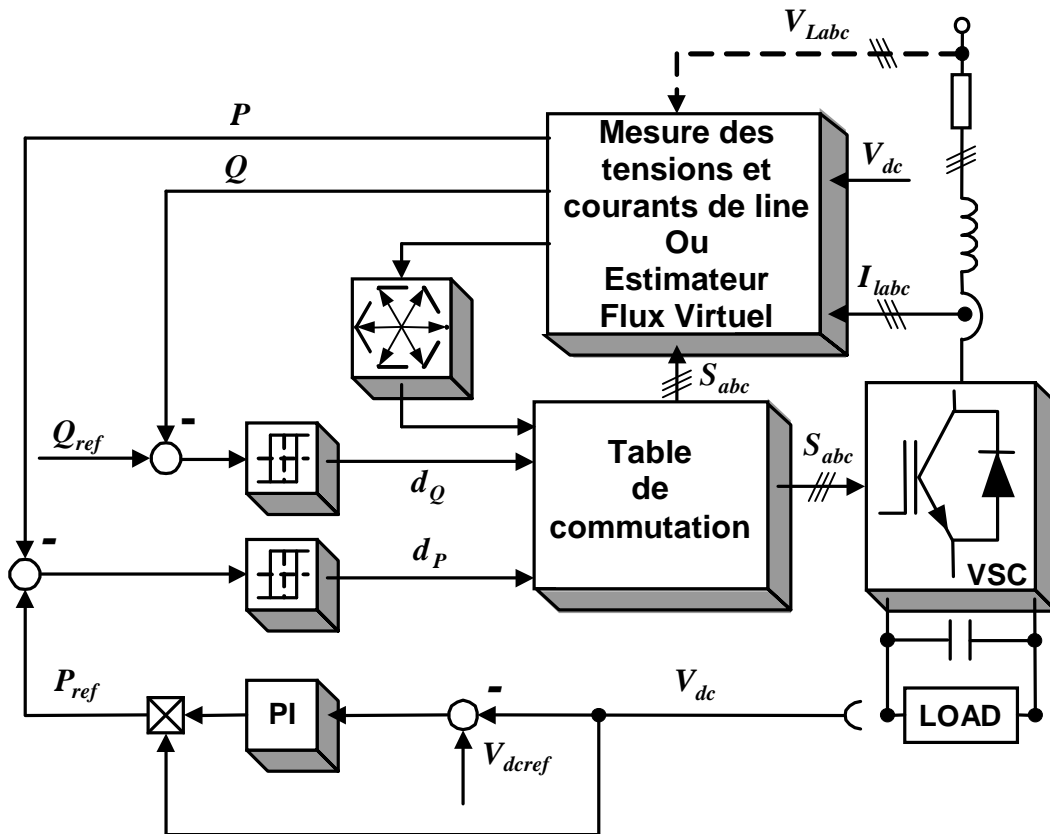 V_Labc
P
Mesure des
tensions et
courants de line
Ou
Estimateur
Flux Virtuel
V_dc
Q
I_labc
S_abc
Q_ref
-
d_Q
Table
de
commutation
S_abc
-
d_P
VSC
P_ref
PI
-
V_dc
LOAD
V_dcref